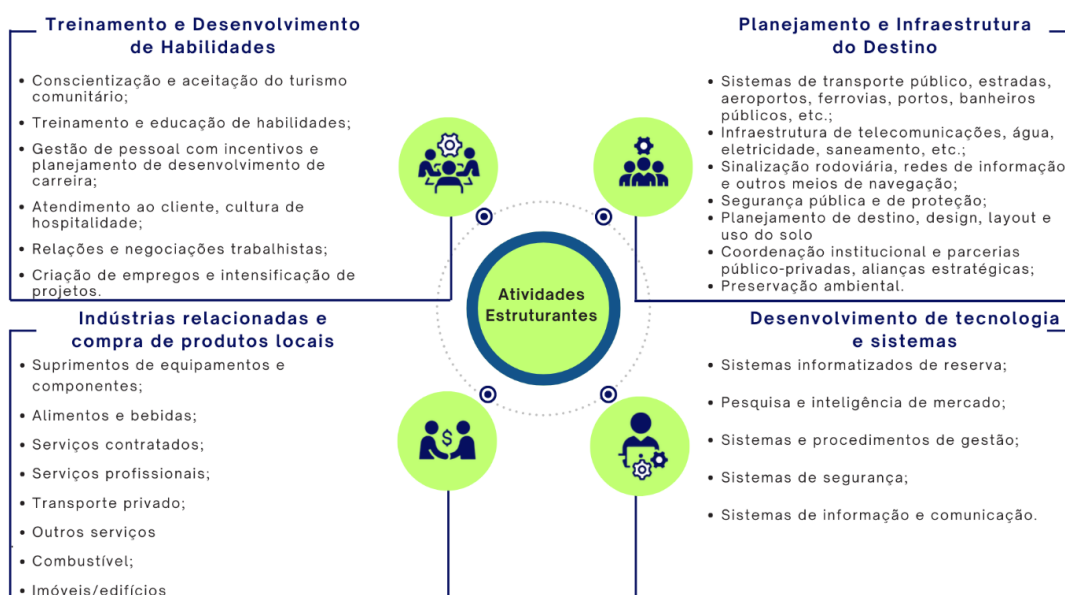 Treinamento e Desenvolvimento
de Habilidades
• Conscientização e aceitação do turismo
comunitário;
• Treinamento e educação de habilidades;
• Gestão de pessoal com incentivos e
planejamento de desenvolvimento de
carreira;
• Atendimento ao cliente, cultura de
hospitalidade;
• Relações e negociações trabalhistas;
• Criação de empregos e intensificação de
projetos.
Planejamento e Infraestrutura
do Destino
• Sistemas de transporte público, estradas,
aeroportos, ferrovias, portos, banheiros
públicos, etc.;
• Infraestrutura de telecomunicações, água,
eletricidade, saneamento, etc.;
• Sinalização rodoviária, redes de informação
e outros meios de navegação;
• Segurança pública e de proteção;
• Planejamento de destino, design, layout e
uso do solo
• Coordenação institucional e parcerias
público-privadas, alianças estratégicas;
• Preservação ambiental.
Atividades
Estruturantes
Indústrias relacionadas e
compra de produtos locais
• Suprimentos de equipamentos e
componentes;
• Alimentos e bebidas;
• Serviços contratados;
• Serviços profissionais;
• Transporte privado;
• Outros serviços
• Combustível;
• Imóveis/edifícios
Desenvolvimento de tecnologia
e sistemas
• Sistemas informatizados de reserva;
• Pesquisa e inteligência de mercado;
• Sistemas e procedimentos de gestão;
• Sistemas de segurança;
• Sistemas de informação e comunicação.
$